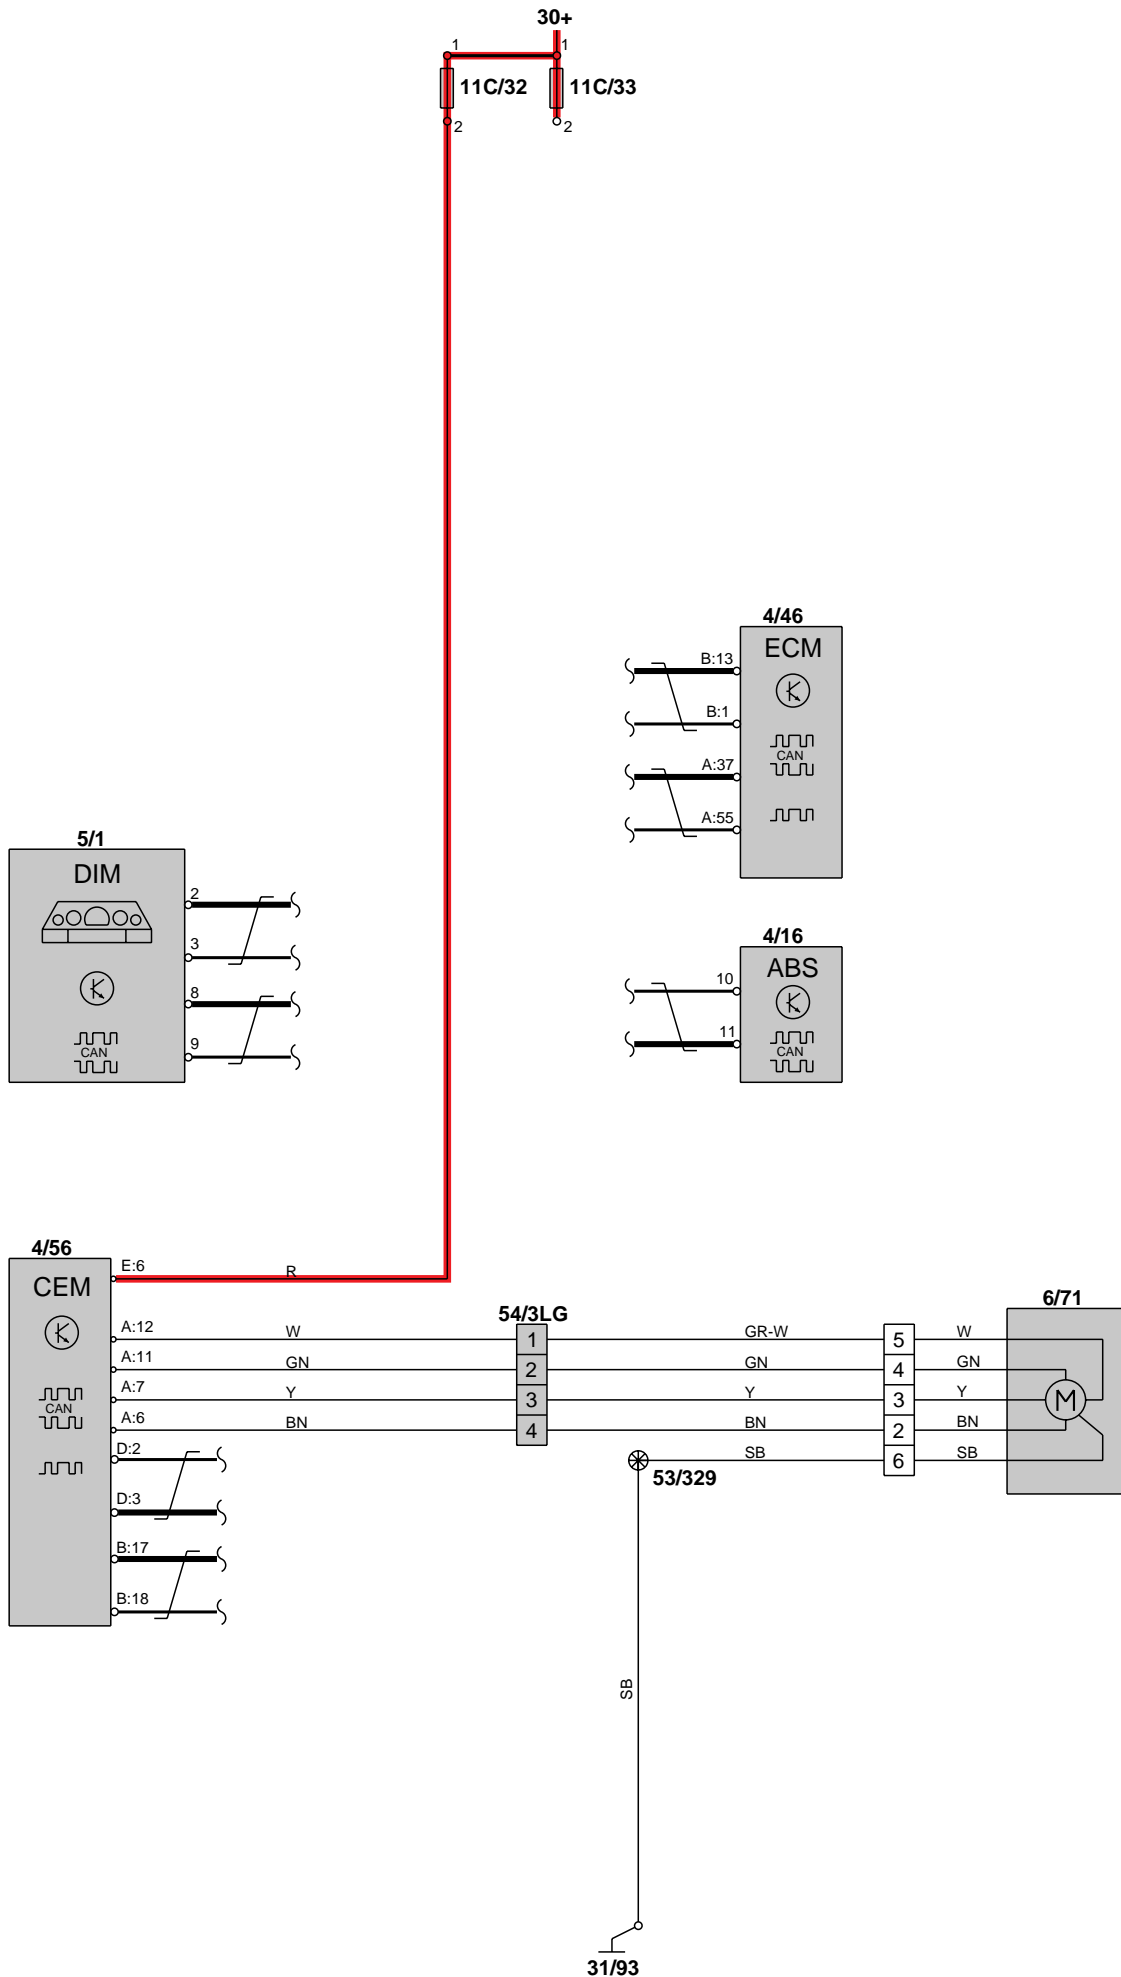 30+
1
1
11C/32
11C/33
2
2
4/46
ECM
B:13
B:1
CAN
A:37
A:55
5/1
DIM
2
3
8
9
CAN
4/16
ABS
10
11
CAN
4/56
CEM
E:6
R
A:12
W
A:11
GN
A:7
Y
CAN
A:6
BN
D:2
D:3
B:17
B:18
54/3LG
1
2
3
4
GR-W
GN
Y
BN
SB
5
4
3
2
6
W
GN
Y
BN
SB
6/71
M
53/329
SB
31/93